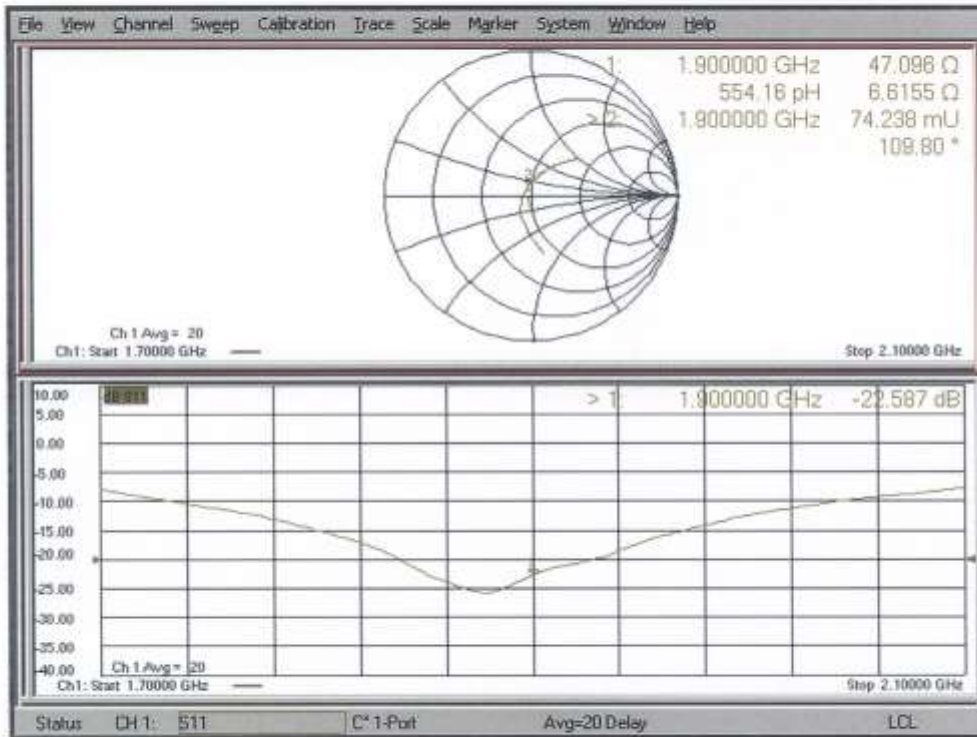 File View Channel Sweep Calibration Trace Scale Marker System Window Help
1: 1.900000 GHz 47.096 Ω
554.16 pH 6.6155 Ω
> 2: 1.900000 GHz 74.238 mU
109.80 °
Ch 1 Avg = 20
Ch1: Start 1.70000 GHz
Stop 2.10000 GHz
10.00 dB S11 > 1: 1.900000 GHz -22.587 dB
5.00
0.00
-5.00
-10.00
-15.00
-20.00
-25.00
-30.00
-35.00
-40.00
Ch 1 Avg = 20
Ch1: Start 1.70000 GHz
Stop 2.10000 GHz
Status CH 1: S11 C* 1-Port Avg=20 Delay LCL